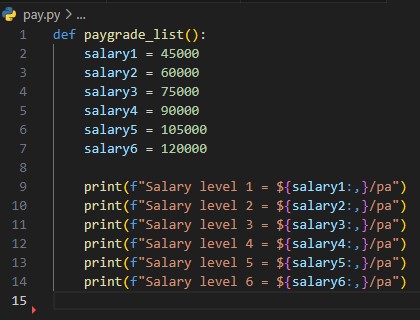 pay.py > ...
1 def paygrade_list():
2     salary1 = 45000
3     salary2 = 60000
4     salary3 = 75000
5     salary4 = 90000
6     salary5 = 105000
7     salary6 = 120000
8
9     print(f"Salary level 1 = ${salary1:,}/pa")
10     print(f"Salary level 2 = ${salary2:,}/pa")
11     print(f"Salary level 3 = ${salary3:,}/pa")
12     print(f"Salary level 4 = ${salary4:,}/pa")
13     print(f"Salary level 5 = ${salary5:,}/pa")
14     print(f"Salary level 6 = ${salary6:,}/pa")
15